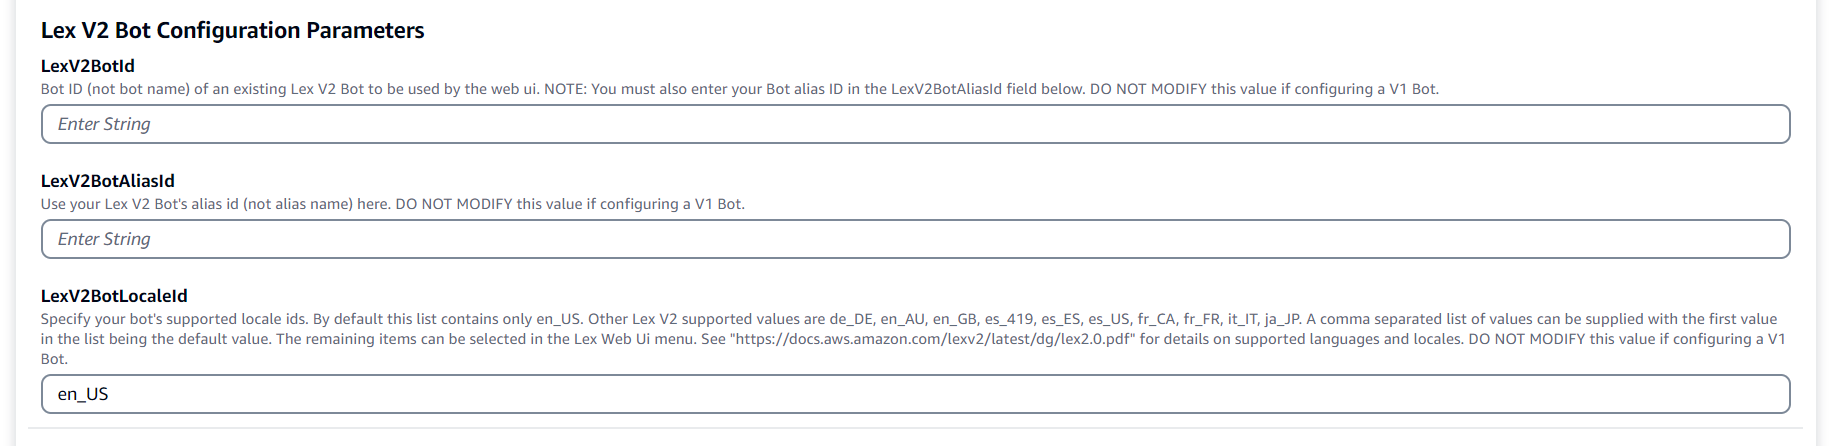 Lex V2 Bot Configuration Parameters
LexV2BotId
Bot ID (not bot name) of an existing Lex V2 Bot to be used by the web ui. NOTE: You must also enter your Bot alias ID in the LexV2BotAliasId field below. DO NOT MODIFY this value if configuring a V1 Bot.
Enter String
LexV2BotAliasId
Use your Lex V2 Bot's alias id (not alias name) here. DO NOT MODIFY this value if configuring a V1 Bot.
Enter String
LexV2BotLocaleId
Specify your bot's supported locale ids. By default this list contains only en_US. Other Lex V2 supported values are de_DE, en_AU, en_GB, es_419, es_ES, es_US, fr_CA, fr_FR, it_IT, ja_JP. A comma separated list of values can be supplied with the first value
in the list being the default value. The remaining items can be selected in the Lex Web Ui menu. See "https://docs.aws.amazon.com/lexv2/latest/dg/lex2.0.pdf" for details on supported languages and locales. DO NOT MODIFY this value if configuring a V1
Bot.
en_US